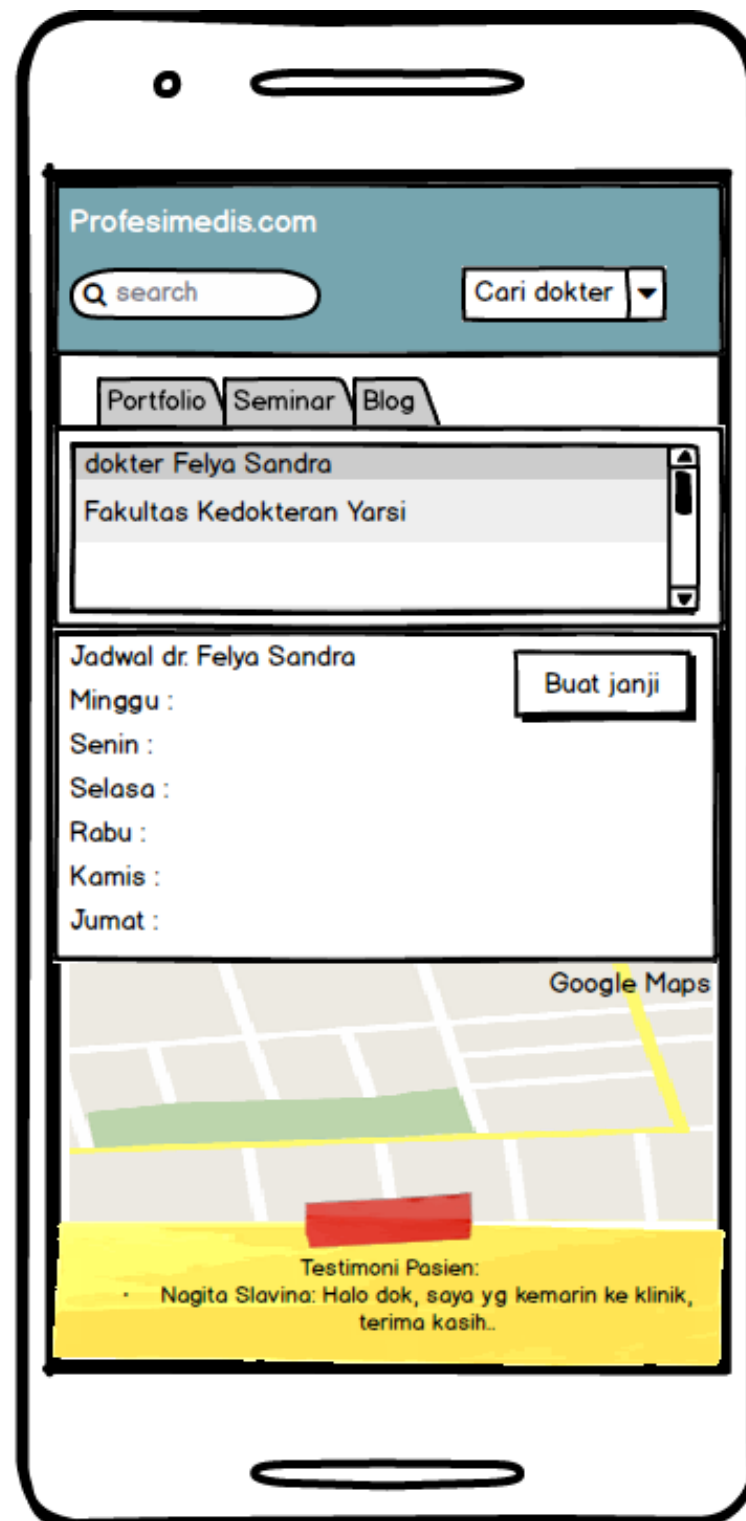 Profesimedis.com
search
Cari dokter
Portfolio
Seminar
Blog
dokter Felya Sandra
Fakultas Kedokteran Yarsi
Jadwal dr. Felya Sandra
Buat janji
Minggu :
Senin :
Selasa :
Rabu :
Kamis :
Jumat :
Google Maps
Testimoni Pasien:
· Nagita Slavina: Halo dok, saya yg kemarin ke klinik,
terima kasih..